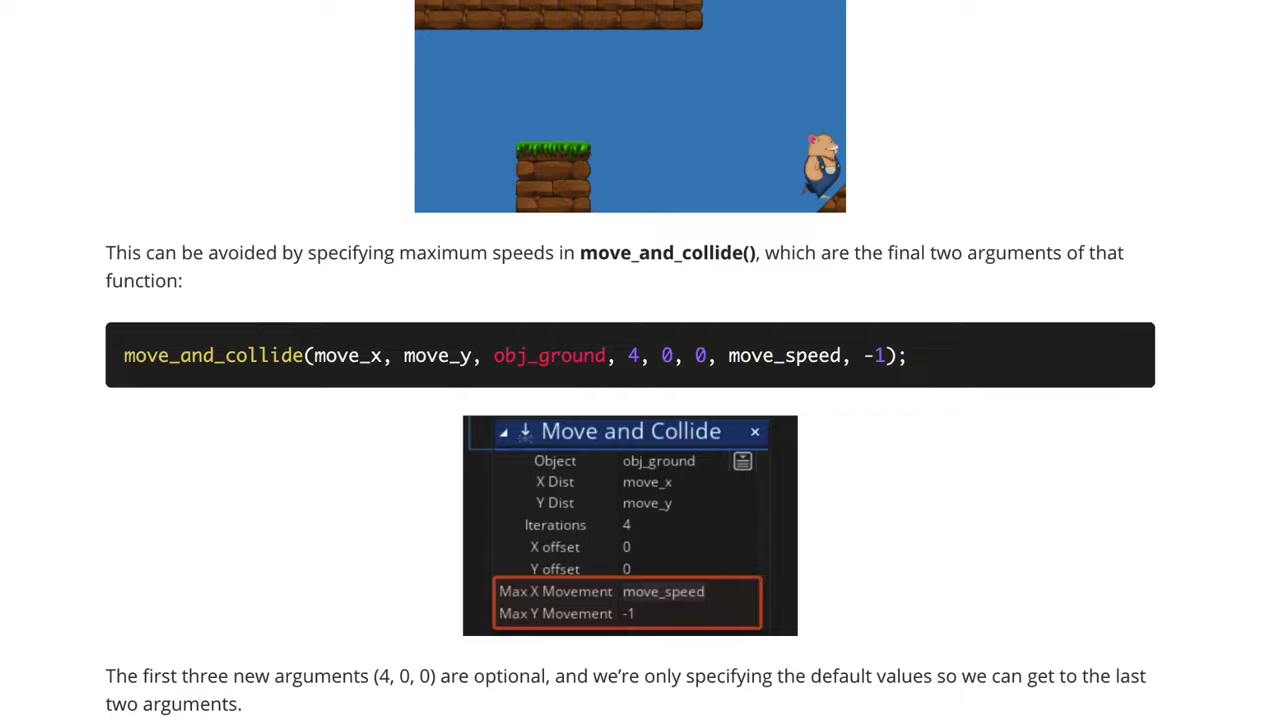 This can be avoided by specifying maximum speeds in move_and_collide(), which are the final two arguments of that
function:
move_and_collide(move_x, move_y, obj_ground, 4, 0, 0, move_speed, -1);
Move and Collide ×
Object obj_ground
X Dist move_x
Y Dist move_y
Iterations 4
X offset 0
Y offset 0
Max X Movement move_speed
Max Y Movement -1
The first three new arguments (4, 0, 0) are optional, and we’re only specifying the default values so we can get to the last
two arguments.